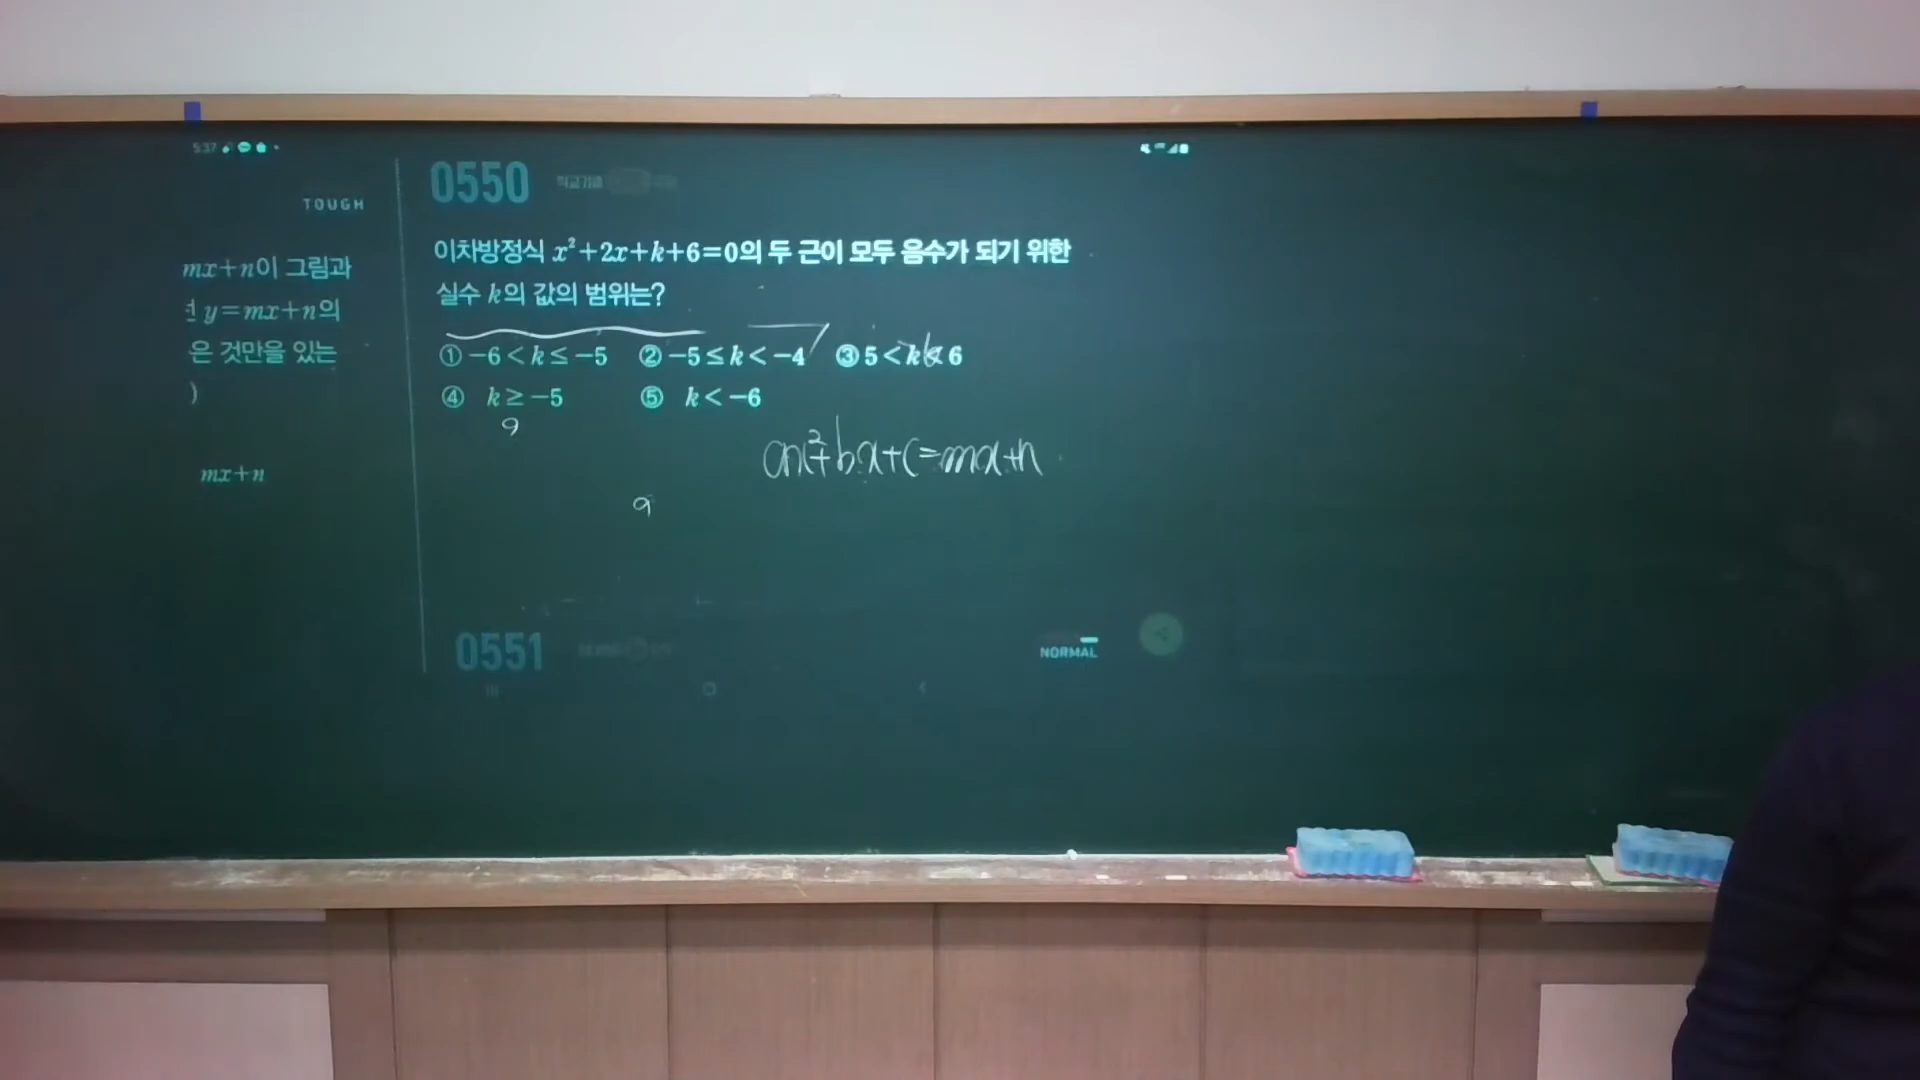 5:37
TOUGH
mx+n이 그림과
y=mx+n의
은 것만을 있는
)
mx+n
0550
이차방정식 x²+2x+k+6=0의 두 근이 모두 음수가 되기 위한
실수 k의 값의 범위는?
① -6<k≤-5 ② -5≤k<-4 ③ 5<k<6
④ k≥-5 ⑤ k<-6
ax²+bx+c=mx+n
0551
NORMAL